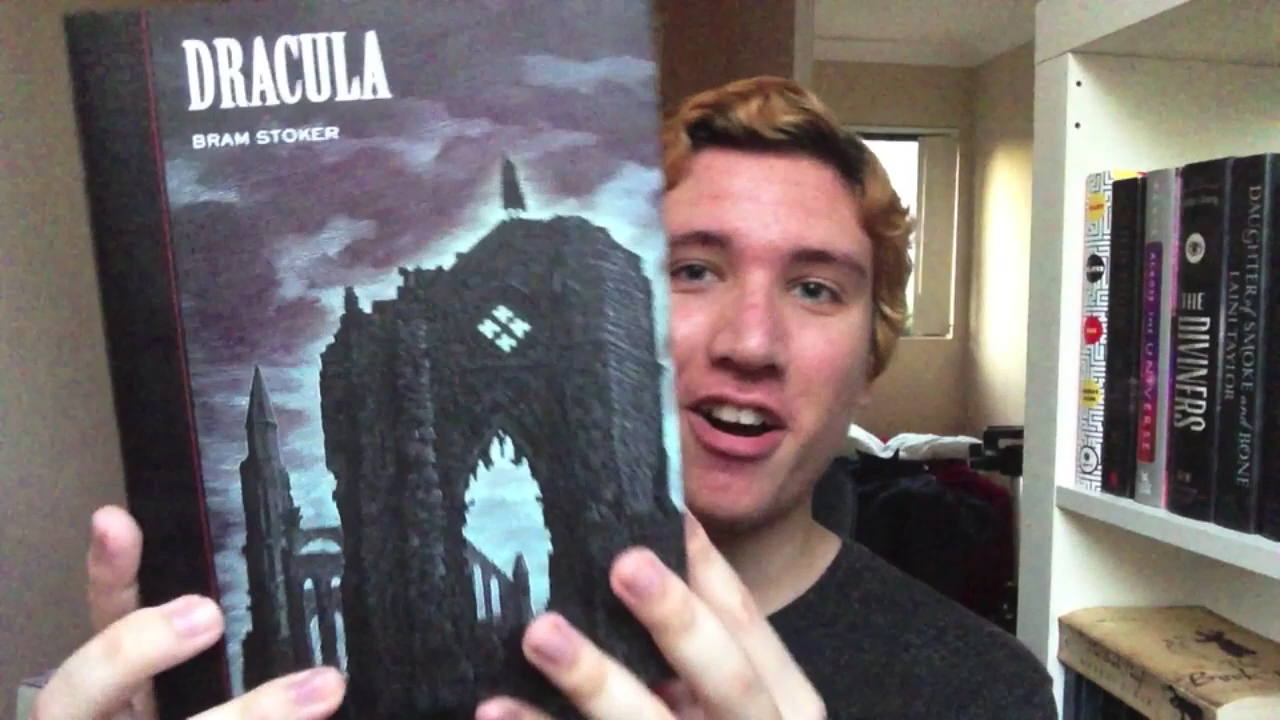 DRACULA
BRAM STOKER
ACROSS THE UNIVERSE
THE DIVINERS
DAUGHTER of SMOKE and BONE
LAINI TAYLOR